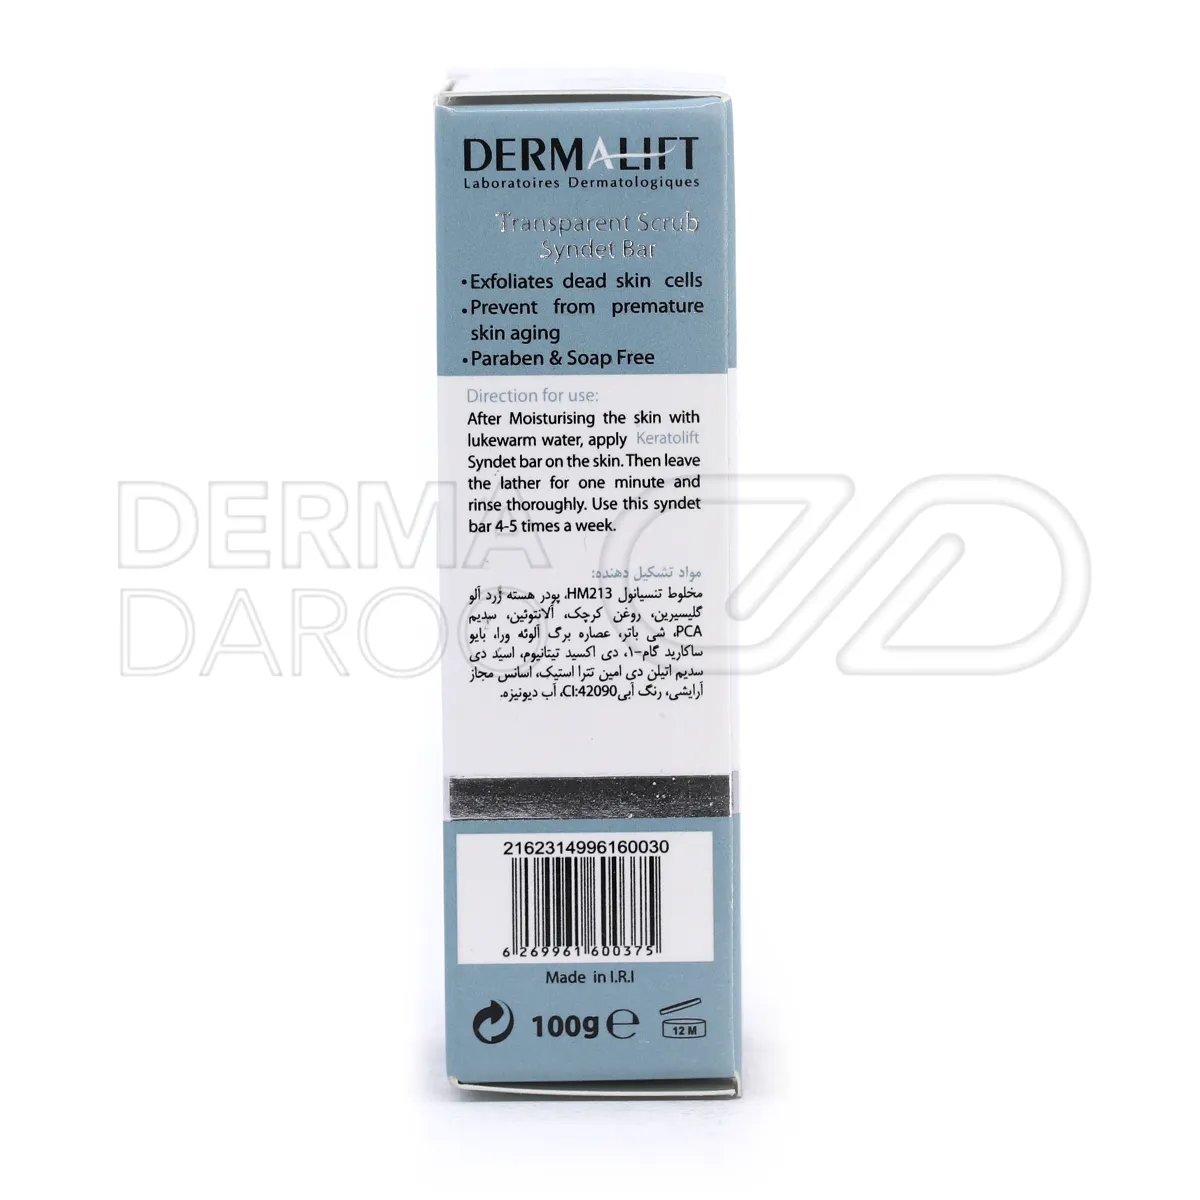 DERMALIFT
Laboratoires Dermatologiques
Transparent Scrub
Syndet Bar
•Exfoliates dead skin cells
•Prevent from premature
skin aging
•Paraben & Soap Free
Direction for use:
After Moisturising the skin with
lukewarm water, apply Keratolift
Syndet bar on the skin. Then leave
the lather for one minute and
rinse thoroughly. Use this syndet
bar 4-5 times a week.
مواد تشکیل دهنده:
مخلوط تنسیانول HM213، پودر هسته زرد آلو
گلیسیرین، روغن کرچک، آلانتوئین، سدیم
PCA، شی باتر، عصاره برگ آلوئه ورا، بایو
ساکارید گام-۱، دی اکسید تیتانیوم، اسید دی
سدیم اتیلن دی امین تترا استیک، اسانس مجاز
آرایشی، رنگ آبی CI:42090، آب دیونیزه.
2162314996160030
6 269961 600375
Made in I.R.I
100g e
12 M
DERMA
DAROO